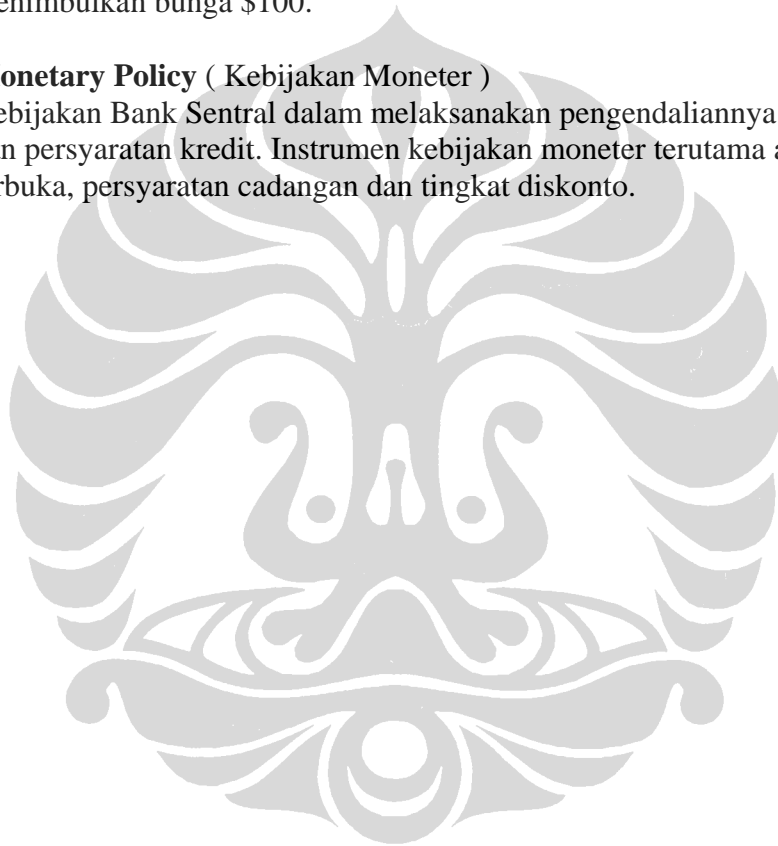 enimbulkan bunga $100.
onetary Policy ( Kebijakan Moneter )
ebijakan Bank Sentral dalam melaksanakan pengendaliannya
n persyaratan kredit. Instrumen kebijakan moneter terutama a
rbuka, persyaratan cadangan dan tingkat diskonto.